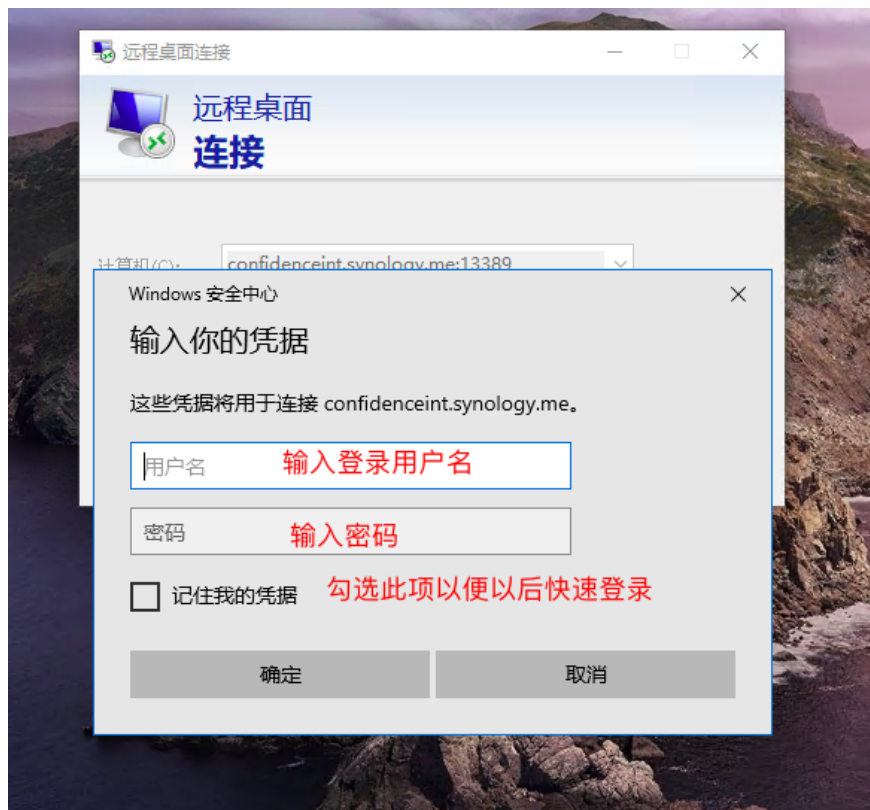 远程桌面连接
远程桌面
连接
计算机(C): confidenceint.synology.me:13389
Windows 安全中心
输入你的凭据
这些凭据将用于连接 confidenceint.synology.me。
用户名 输入登录用户名
密码 输入密码
记住我的凭据 勾选此项以便以后快速登录
确定 取消